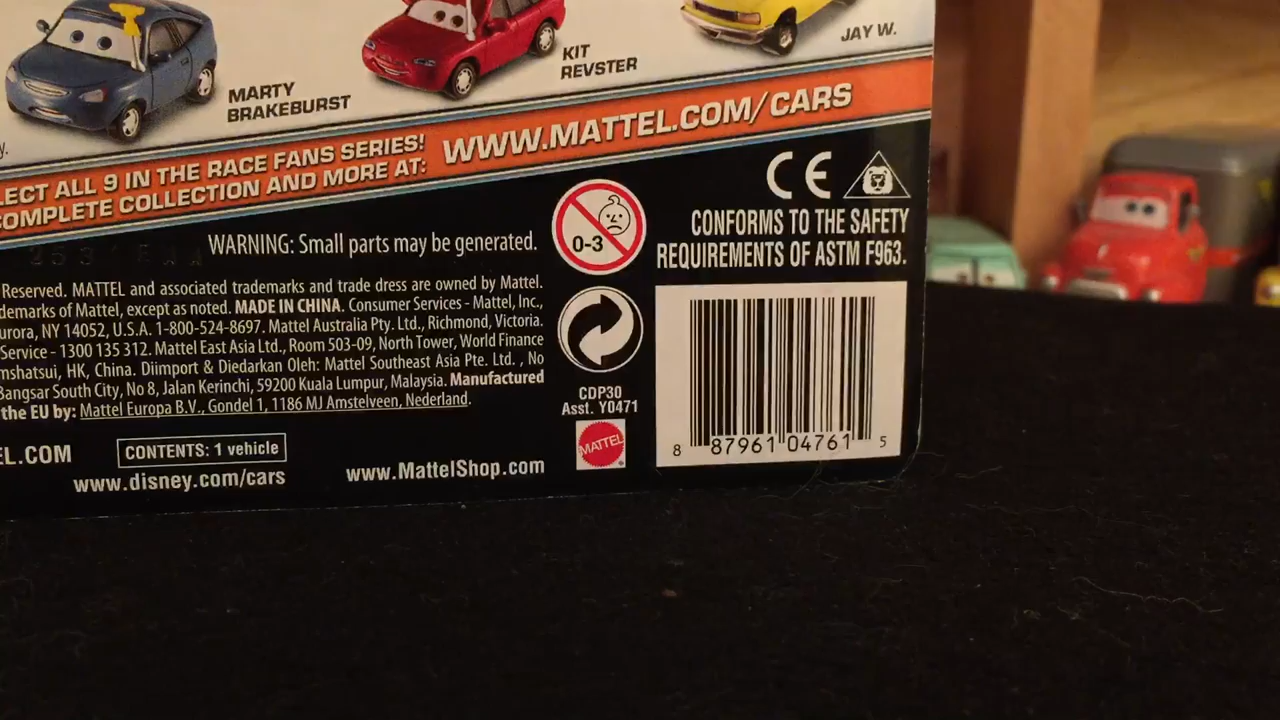 JAY W.
KIT
REVSTER
MARTY
BRAKEBURST
y.
LECT ALL 9 IN THE RACE FANS SERIES!
COMPLETE COLLECTION AND MORE AT:
WWW.MATTEL.COM/CARS
CE
WARNING: Small parts may be generated.
0-3
CONFORMS TO THE SAFETY
REQUIREMENTS OF ASTM F963.
Reserved. MATTEL and associated trademarks and trade dress are owned by Mattel.
demarks of Mattel, except as noted. MADE IN CHINA. Consumer Services - Mattel, Inc.,
urora, NY 14052, U.S.A. 1-800-524-8697. Mattel Australia Pty. Ltd., Richmond, Victoria.
Service - 1300 135 312. Mattel East Asia Ltd., Room 503-09, North Tower, World Finance
mshatsui, HK, China. Diimport & Diedarkan Oleh: Mattel Southeast Asia Pte. Ltd. , No
Bangsar South City, No 8, Jalan Kerinchi, 59200 Kuala Lumpur, Malaysia. Manufactured
the EU by: Mattel Europa B.V., Gondel 1, 1186 MJ Amstelveen, Nederland.
CDP30
Asst. Y0471
MATTEL
EL.COM
CONTENTS: 1 vehicle
www.disney.com/cars
www.MattelShop.com
8 87961 04761 5